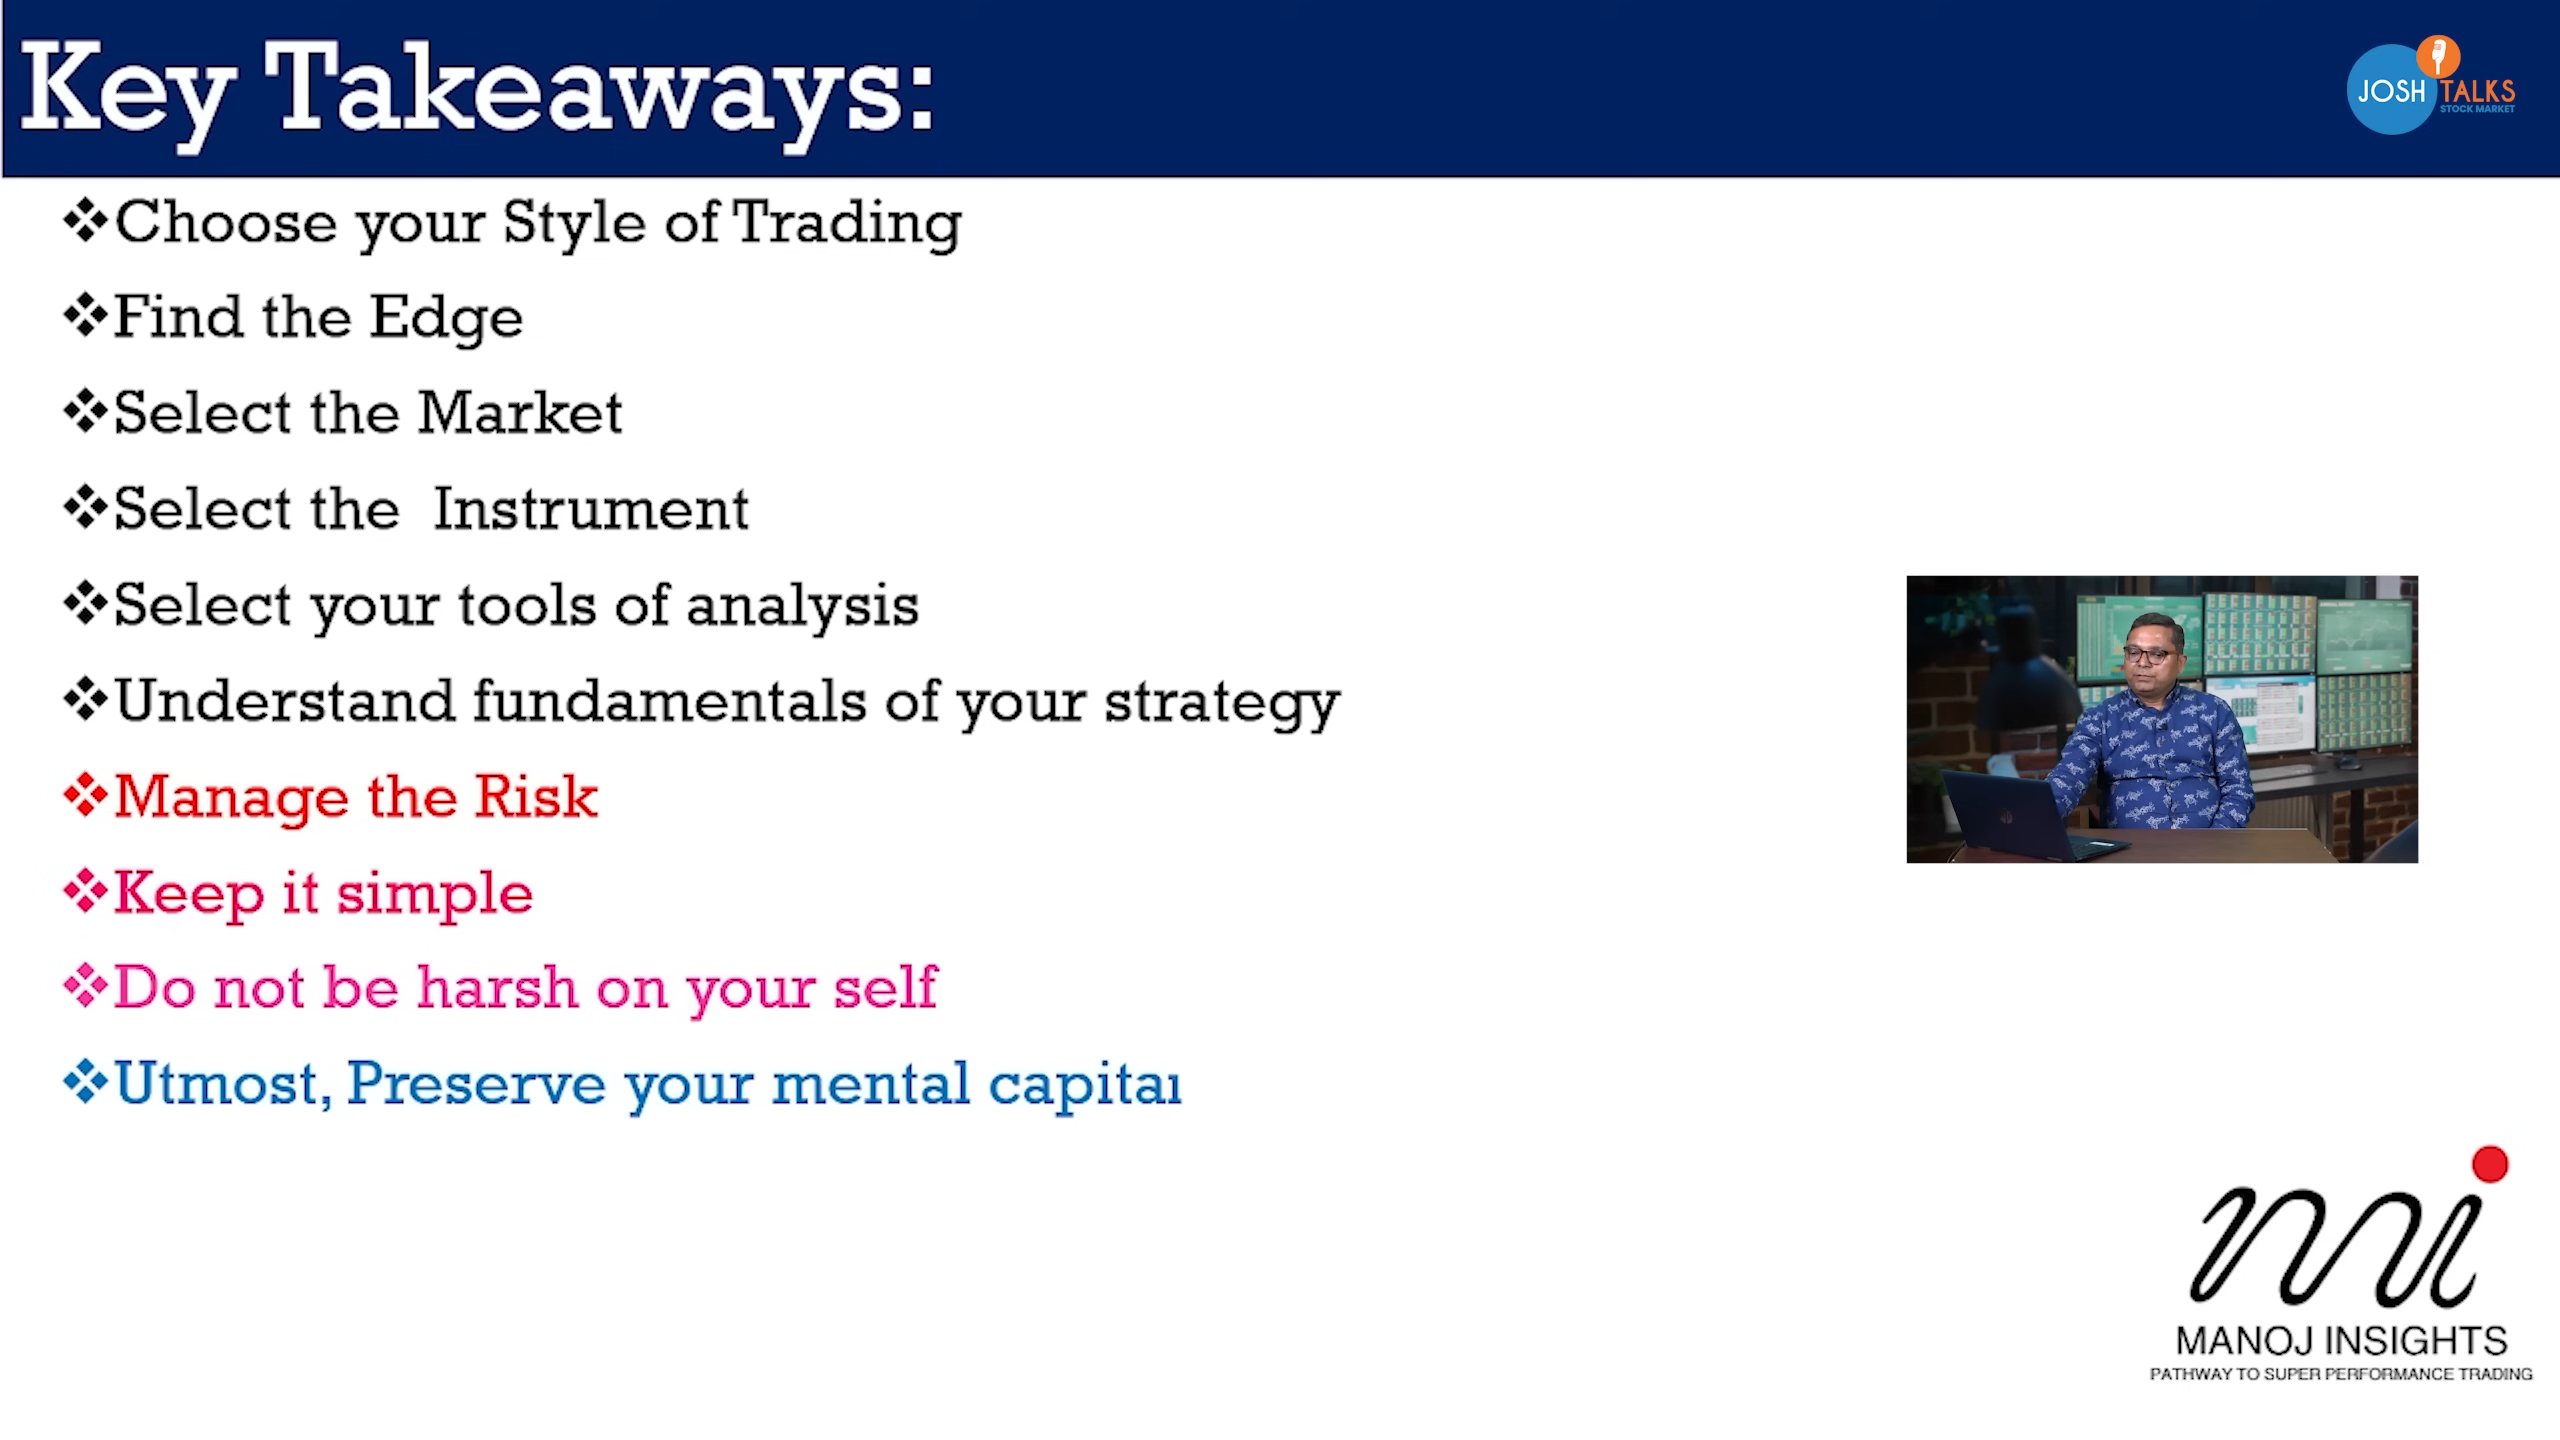 Key Takeaways:
JOSH TALKS
STOCK MARKET
❖Choose your Style of Trading
❖Find the Edge
❖Select the Market
❖Select the Instrument
❖Select your tools of analysis
❖Understand fundamentals of your strategy
❖Manage the Risk
❖Keep it simple
❖Do not be harsh on your self
❖Utmost, Preserve your mental capital
mi
MANOJ INSIGHTS
PATHWAY TO SUPER PERFORMANCE TRADING